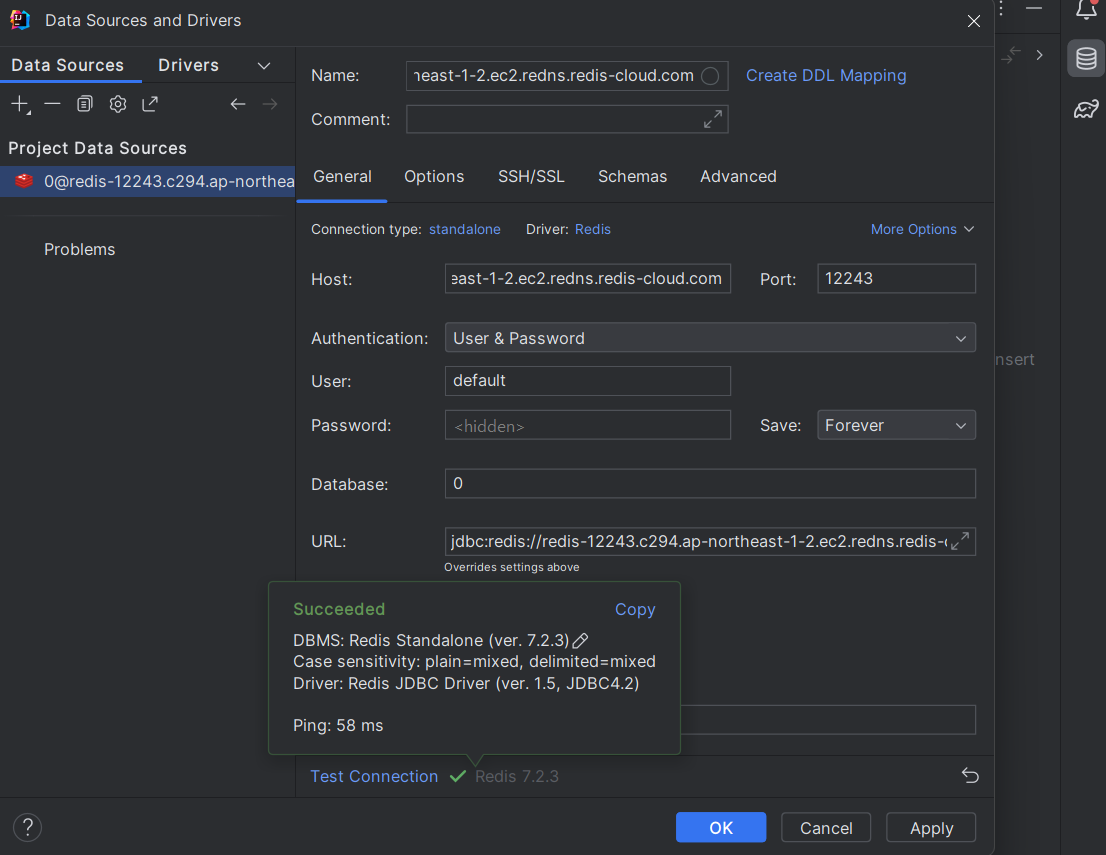 Data Sources and Drivers
Data Sources Drivers
Project Data Sources
0@redis-12243.c294.ap-northea
Problems
Name: neast-1-2.ec2.redns.redis-cloud.com Create DDL Mapping
Comment:
General Options SSH/SSL Schemas Advanced
Connection type: standalone Driver: Redis More Options
Host: east-1-2.ec2.redns.redis-cloud.com Port: 12243
Authentication: User & Password
nsert
User: default
Password: <hidden> Save: Forever
Database: 0
URL: jdbc:redis://redis-12243.c294.ap-northeast-1-2.ec2.redns.redis-c
Overrides settings above
Succeeded Copy
DBMS: Redis Standalone (ver. 7.2.3)
Case sensitivity: plain=mixed, delimited=mixed
Driver: Redis JDBC Driver (ver. 1.5, JDBC4.2)
Ping: 58 ms
Test Connection Redis 7.2.3
? OK Cancel Apply